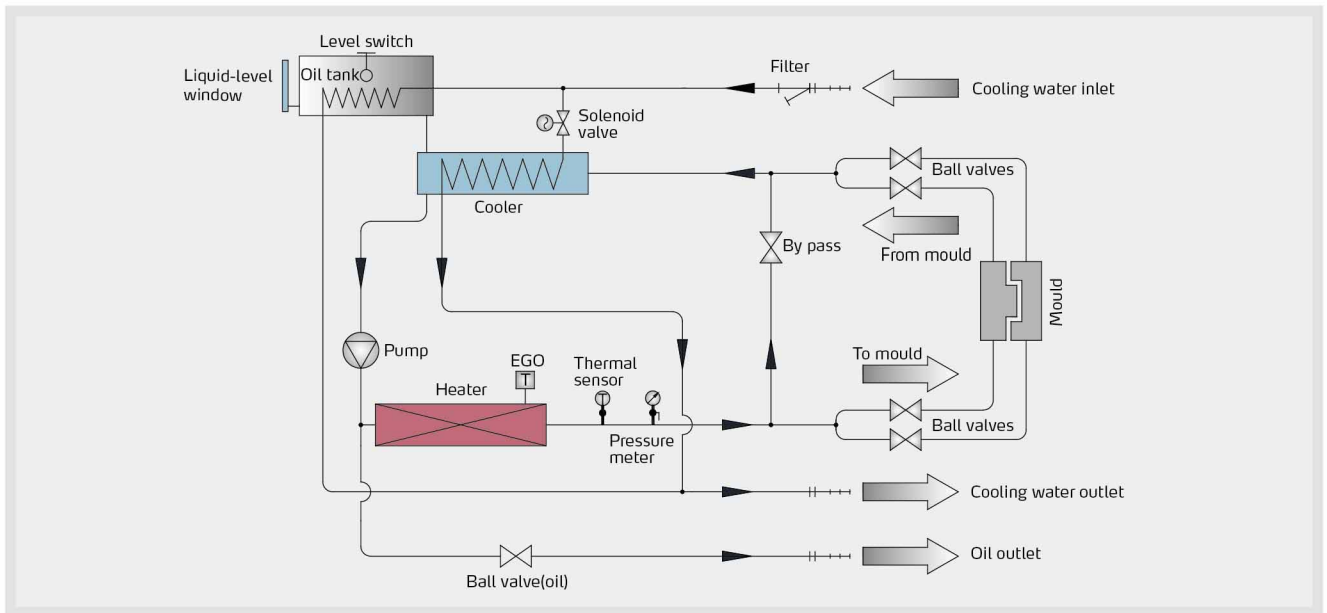 Level switch
Oil tank
Liquid-level
window
Filter
Cooling water inlet
Solenoid
valve
Ball valves
Cooler
From mould
By pass
Mould
Pump
To mould
EGO
T
Thermal
sensor
Heater
Ball valves
Pressure
meter
Cooling water outlet
Oil outlet
Ball valve(oil)